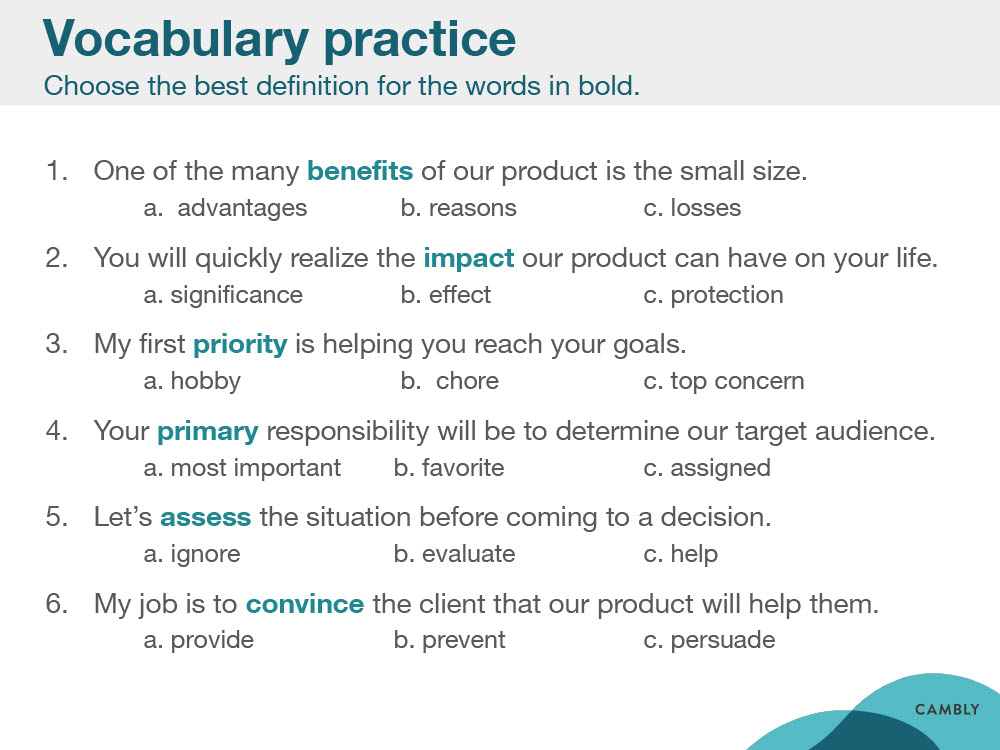 Vocabulary practice
Choose the best definition for the words in bold.
1. One of the many benefits of our product is the small size.
a. advantages b. reasons c. losses
2. You will quickly realize the impact our product can have on your life.
a. significance b. effect c. protection
3. My first priority is helping you reach your goals.
a. hobby b. chore c. top concern
4. Your primary responsibility will be to determine our target audience.
a. most important b. favorite c. assigned
5. Let’s assess the situation before coming to a decision.
a. ignore b. evaluate c. help
6. My job is to convince the client that our product will help them.
a. provide b. prevent c. persuade
CAMBLY